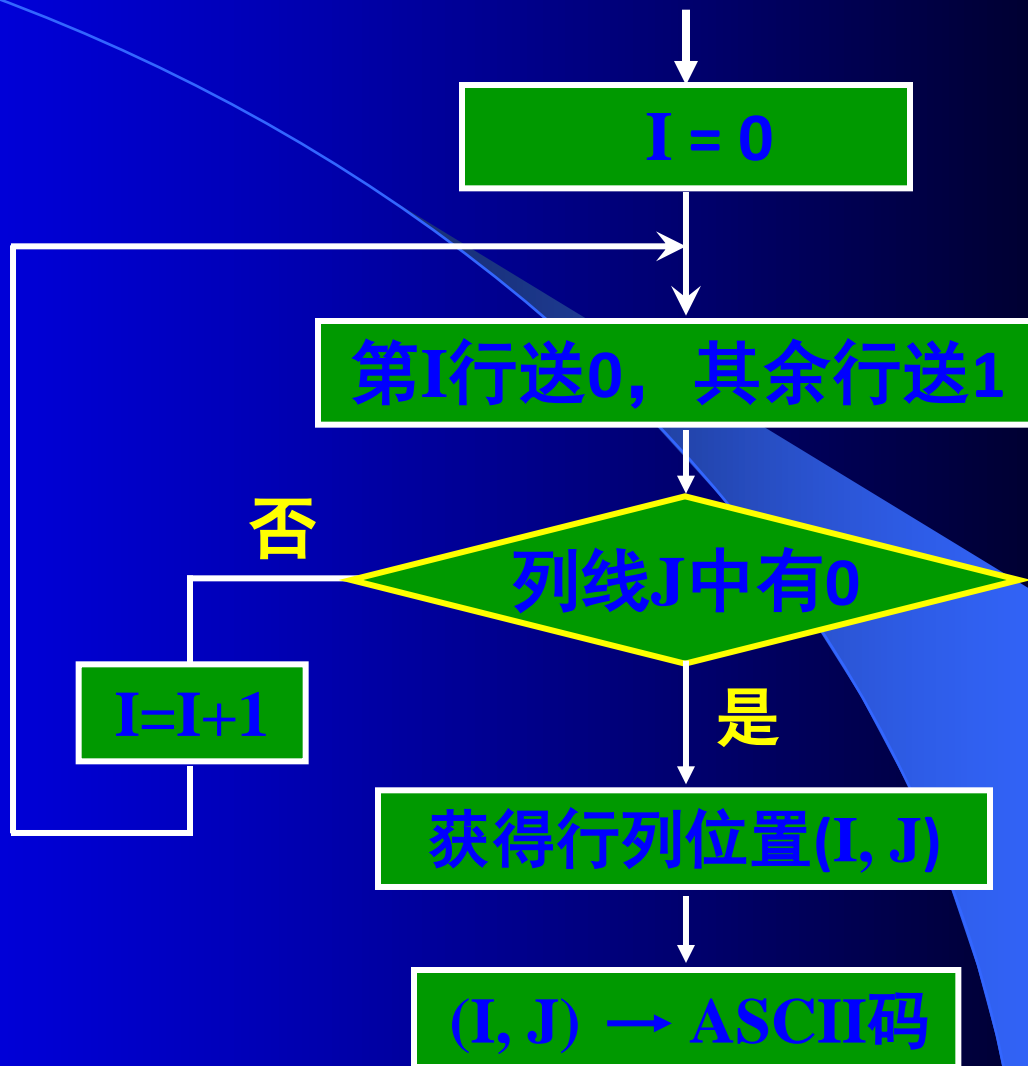 I = 0
第I行送0，其余行送1
否
列线J中有0
I=I+1
是
获得行列位置(I, J)
(I, J) → ASCII码